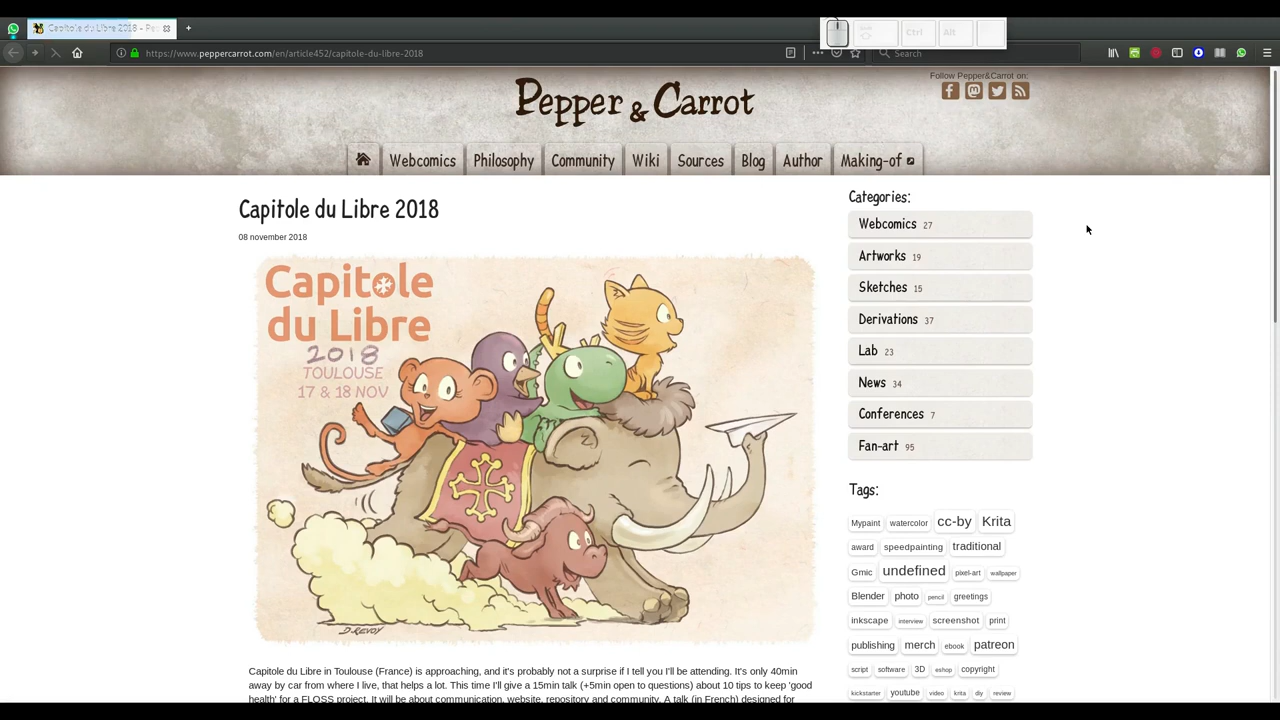 Capitole du Libre 2018 - Pe
https://www.peppercarrot.com/en/article452/capitole-du-libre-2018
Search
Ctrl
Alt
Follow Pepper&Carrot on:
Pepper & Carrot
Webcomics
Philosophy
Community
Wiki
Sources
Blog
Author
Making-of
Capitole du Libre 2018
08 november 2018
Capitole
du Libre
2018
TOULOUSE
17 & 18 NOV
D.REVOY
Capitole du Libre in Toulouse (France) is approaching, and it's probably not a surprise if I tell you I'll be attending. It's only 40min
away by car from where I live, that helps a lot. This time I'll give a 15min talk (+5min open to questions) about 10 tips to keep 'good
health' for a FLOSS project. It will be about communication, website, repository and community. A talk (in French) designed for
Categories:
Webcomics 27
Artworks 19
Sketches 15
Derivations 37
Lab 23
News 34
Conferences 7
Fan-art 95
Tags:
Mypaint watercolor cc-by Krita
award speedpainting traditional
Gmic undefined pixel-art wallpaper
Blender photo pencil greetings
inkscape interview screenshot print
publishing merch ebook patreon
script software 3D eshop copyright
kickstarter youtube video krita diy review